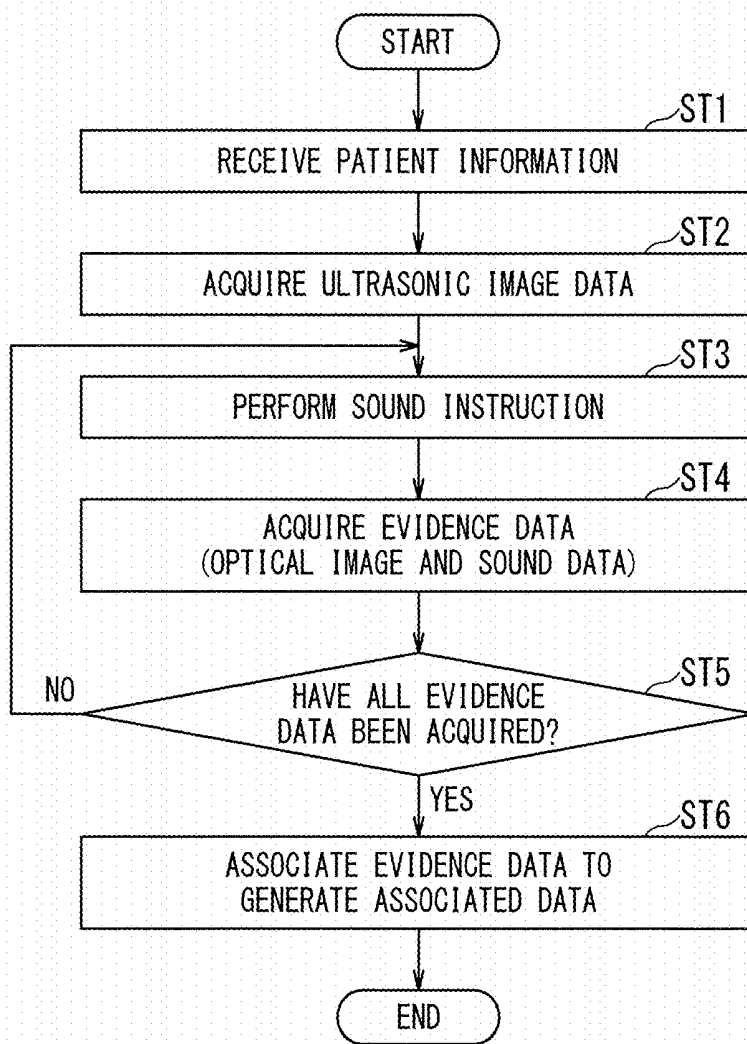 START
ST1
RECEIVE PATIENT INFORMATION
ST2
ACQUIRE ULTRASONIC IMAGE DATA
ST3
PERFORM SOUND INSTRUCTION
ST4
ACQUIRE EVIDENCE DATA
(OPTICAL IMAGE AND SOUND DATA)
ST5
NO
HAVE ALL EVIDENCE
DATA BEEN ACQUIRED?
YES
ST6
ASSOCIATE EVIDENCE DATA TO
GENERATE ASSOCIATED DATA
END